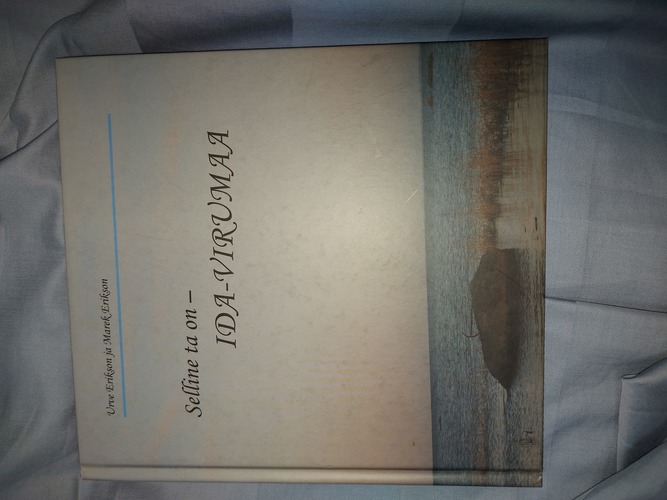 Urve Erikson ja Marek Erikson
Selline ta on –
IDA-VIRUMAA